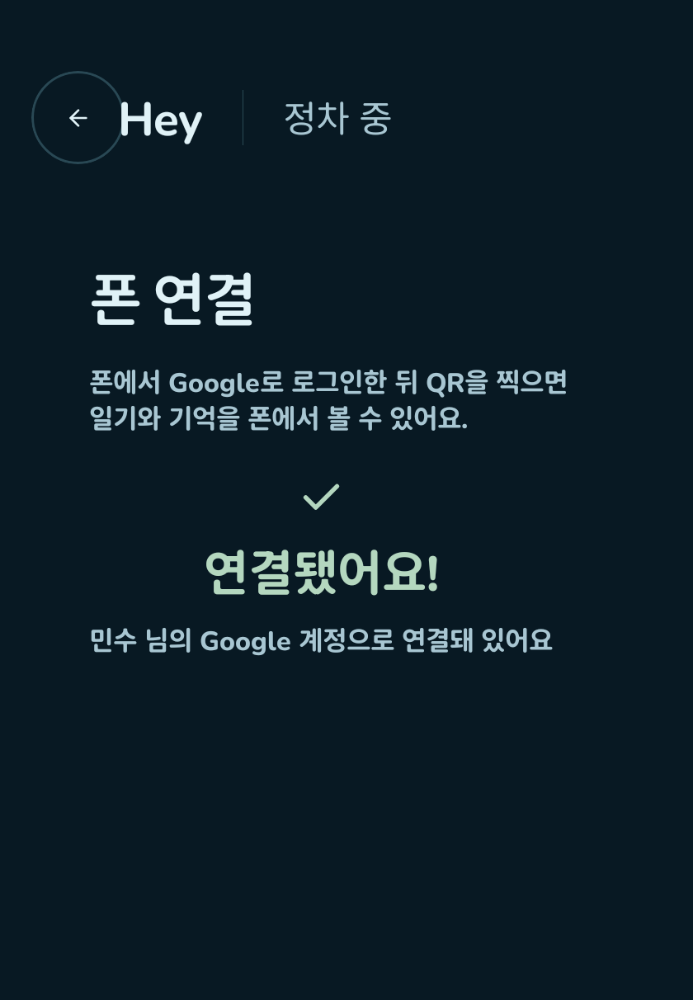 Hey
정차 중
폰 연결
폰에서 Google로 로그인한 뒤 QR을 찍으면
일기와 기억을 폰에서 볼 수 있어요.
연결됐어요!
민수 님의 Google 계정으로 연결돼 있어요